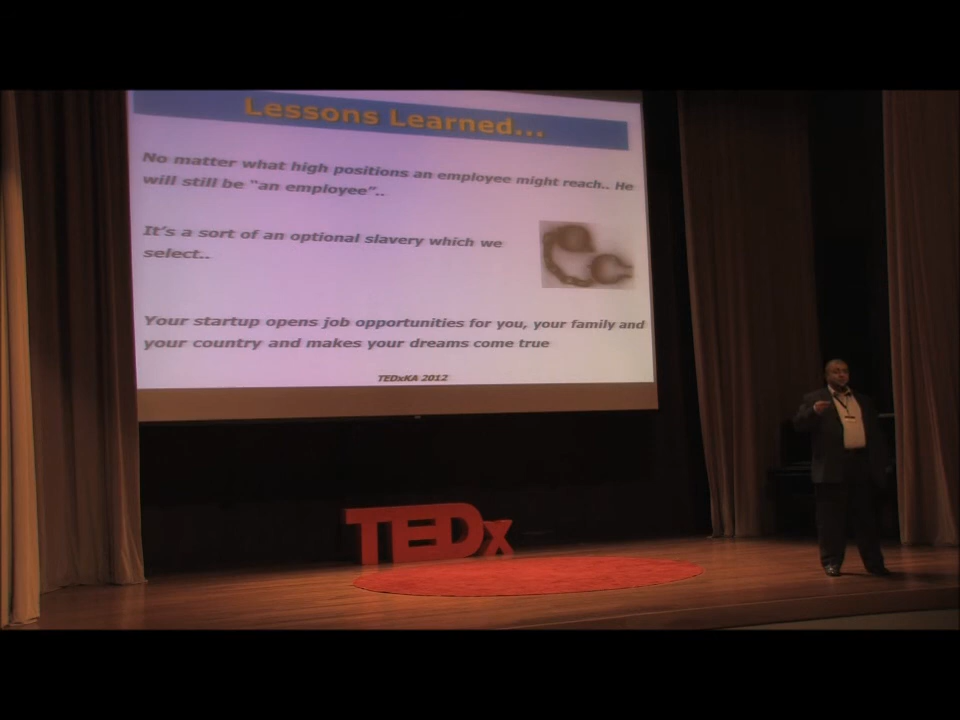 Lessons Learned...
No matter what high positions an employee might reach.. He
will still be "an employee"..
It's a sort of an optional slavery which we
select..
Your startup opens job opportunities for you, your family and
your country and makes your dreams come true
TEDxKA 2012
TEDx